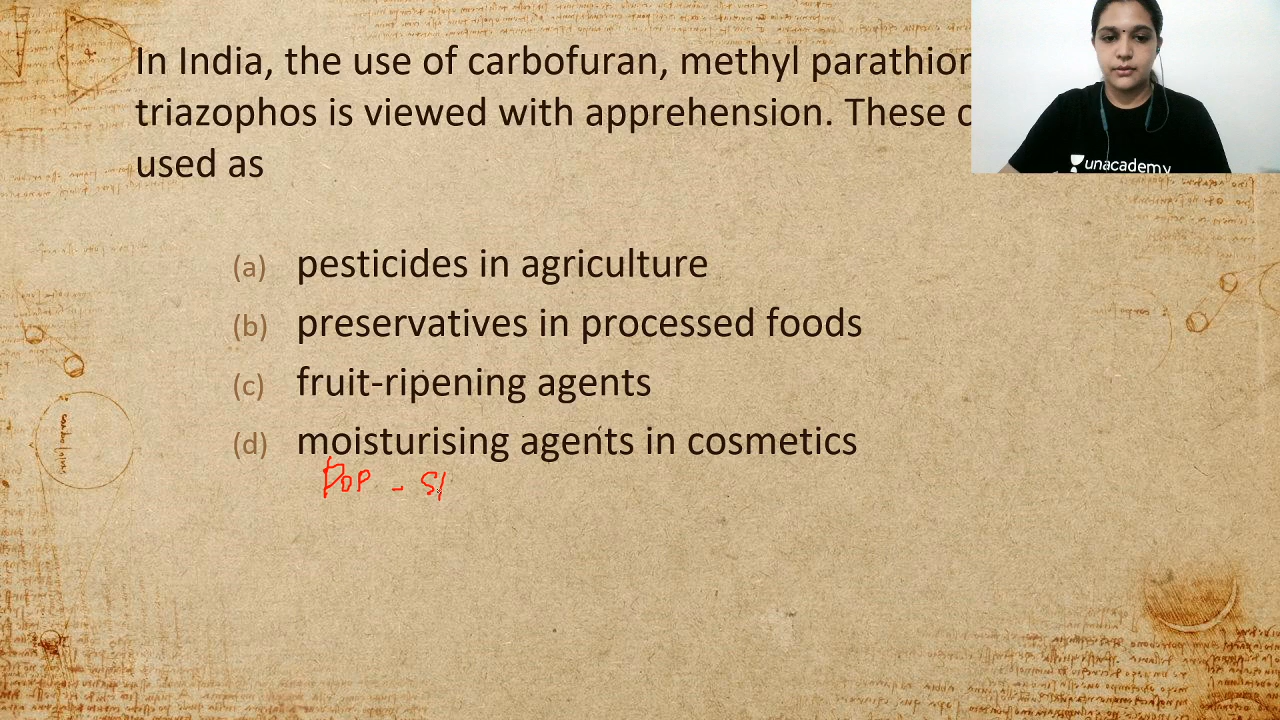 In India, the use of carbofuran, methyl parathion
triazophos is viewed with apprehension. These c
used as
(a) pesticides in agriculture
(b) preservatives in processed foods
(c) fruit-ripening agents
(d) moisturising agents in cosmetics
unacademy